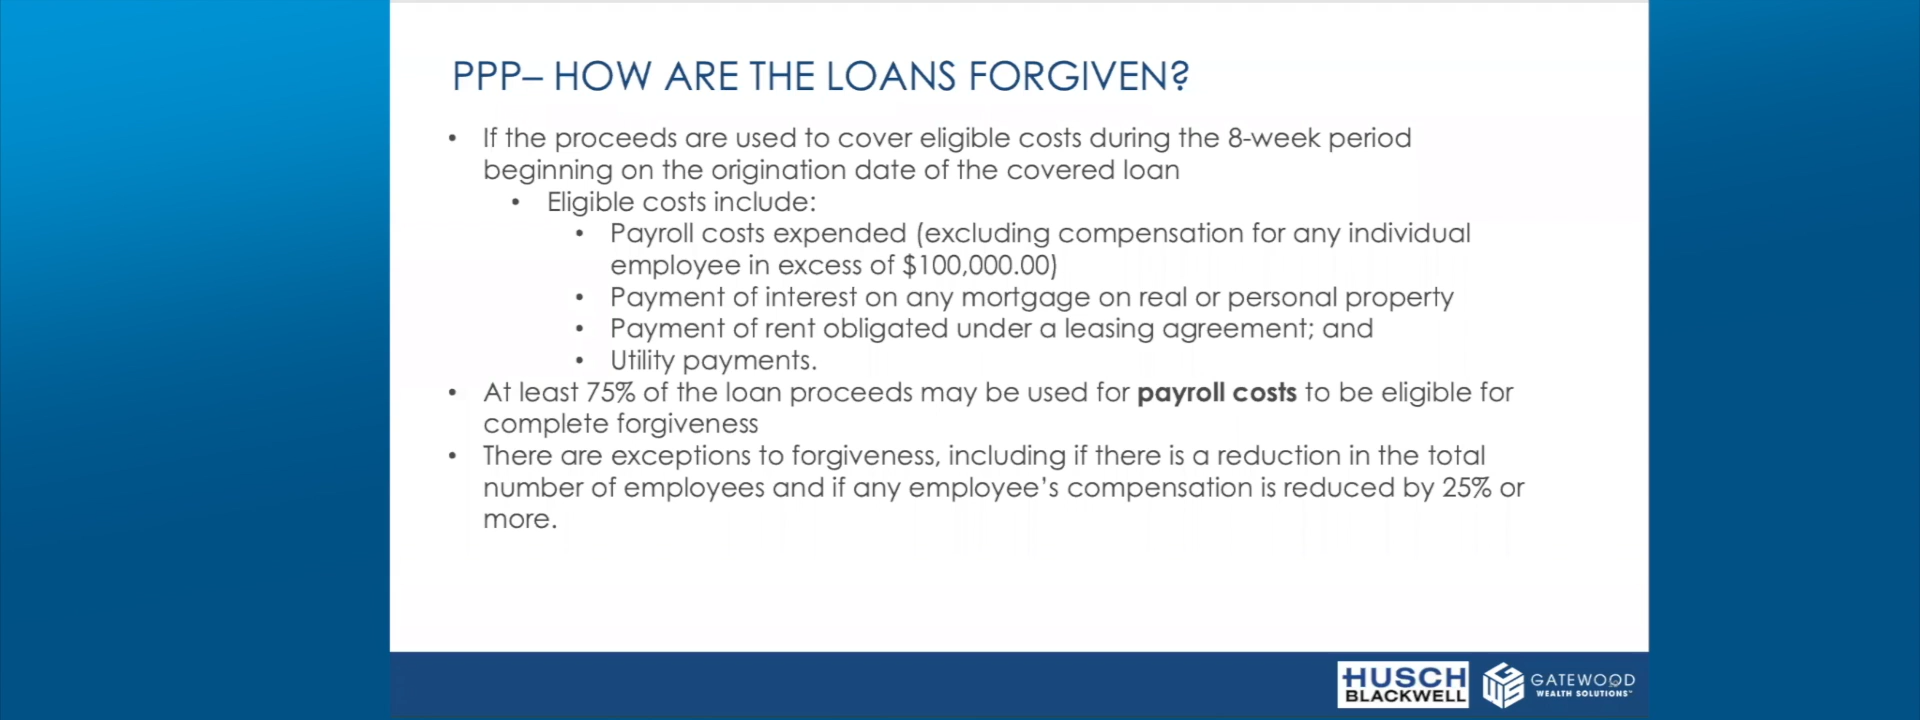 PPP– HOW ARE THE LOANS FORGIVEN?
• If the proceeds are used to cover eligible costs during the 8-week period
beginning on the origination date of the covered loan
• Eligible costs include:
• Payroll costs expended (excluding compensation for any individual
employee in excess of $100,000.00)
• Payment of interest on any mortgage on real or personal property
• Payment of rent obligated under a leasing agreement; and
• Utility payments.
• At least 75% of the loan proceeds may be used for payroll costs to be eligible for
complete forgiveness
• There are exceptions to forgiveness, including if there is a reduction in the total
number of employees and if any employee’s compensation is reduced by 25% or
more.
HUSCH
BLACKWELL
GWS
GATEWOOD
WEALTH SOLUTIONS™